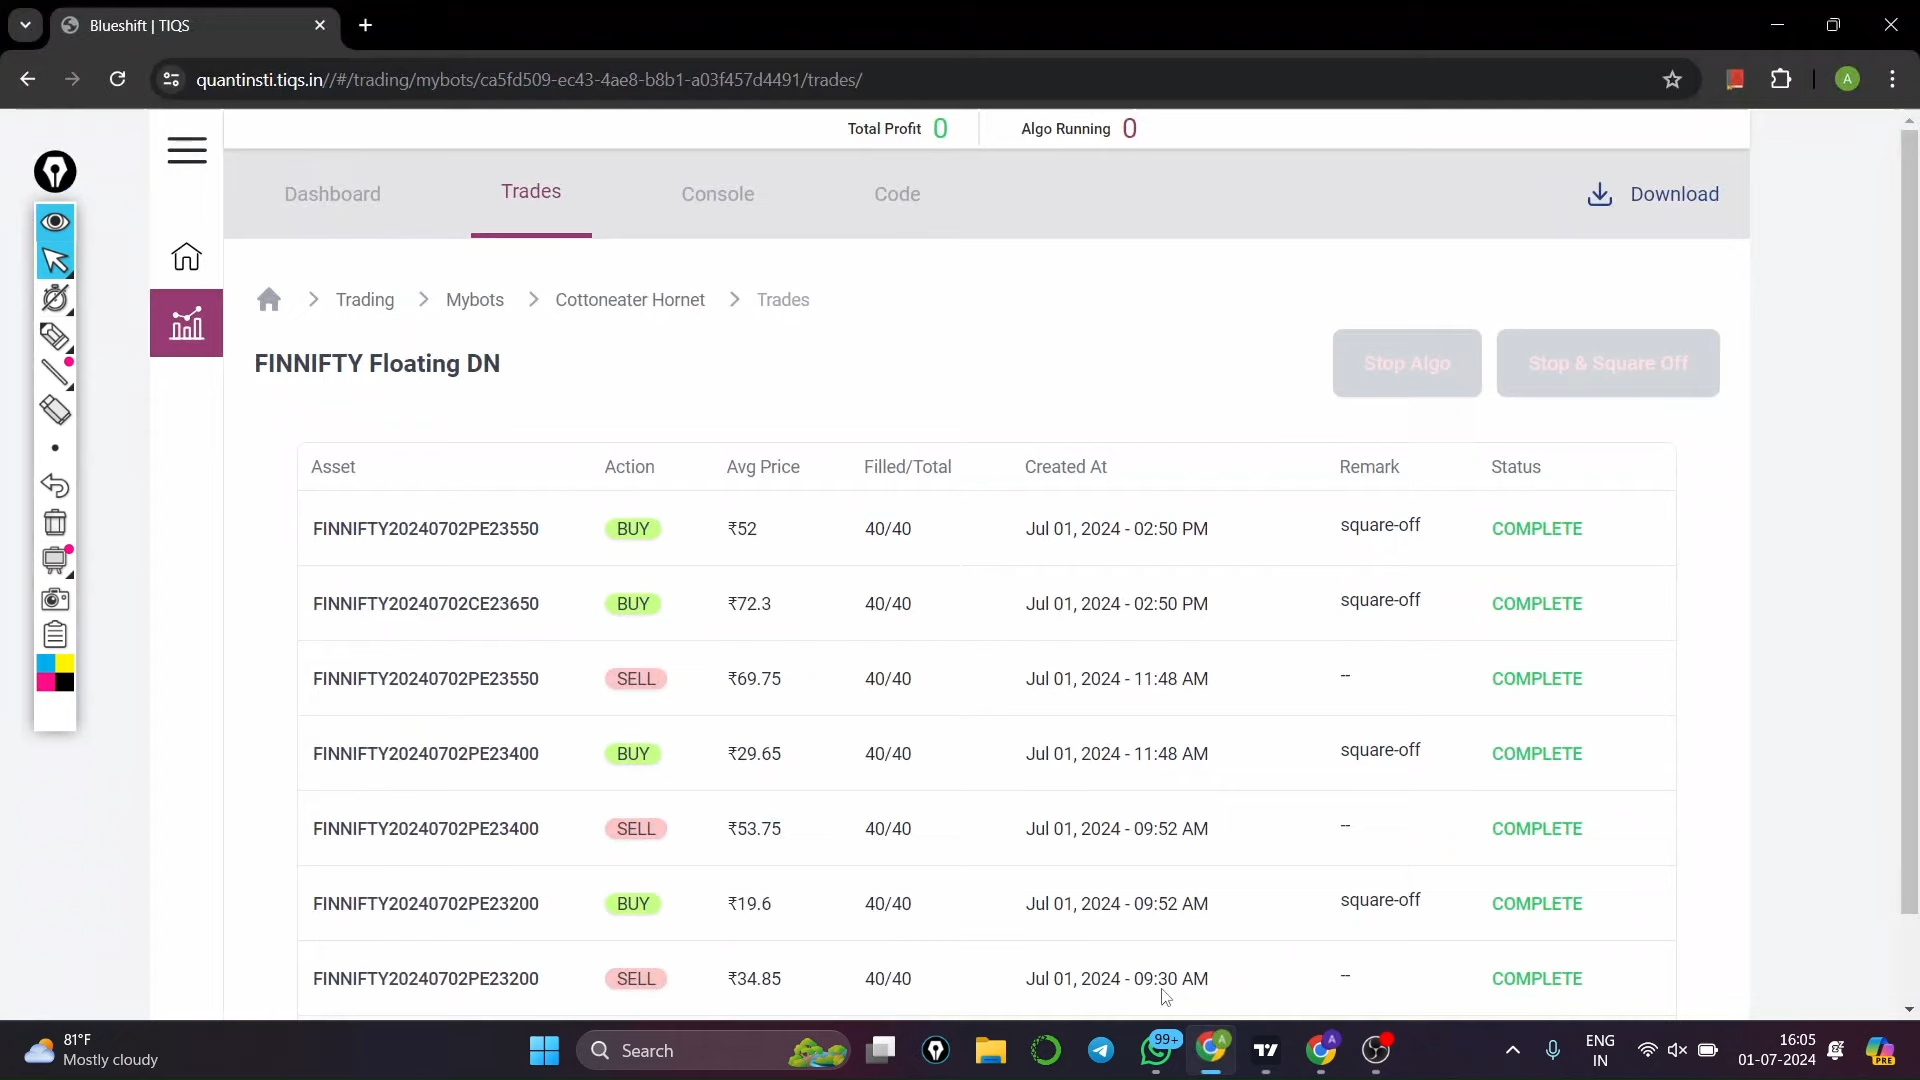 Blueshift | TIQS
quantinsti.tiqs.in//#/trading/mybots/ca5fd509-ec43-4ae8-b8b1-a03f457d4491/trades/
A
Total Profit 0 Algo Running 0
Dashboard Trades Console Code Download
Trading Mybots Cottoneater Hornet Trades
FINNIFTY Floating DN Stop Algo Stop & Square Off
Asset Action Avg Price Filled/Total Created At Remark Status
FINNIFTY20240702PE23550 BUY ₹52 40/40 Jul 01, 2024 - 02:50 PM square-off COMPLETE
FINNIFTY20240702CE23650 BUY ₹72.3 40/40 Jul 01, 2024 - 02:50 PM square-off COMPLETE
FINNIFTY20240702PE23550 SELL ₹69.75 40/40 Jul 01, 2024 - 11:48 AM -- COMPLETE
FINNIFTY20240702PE23400 BUY ₹29.65 40/40 Jul 01, 2024 - 11:48 AM square-off COMPLETE
FINNIFTY20240702PE23400 SELL ₹53.75 40/40 Jul 01, 2024 - 09:52 AM -- COMPLETE
FINNIFTY20240702PE23200 BUY ₹19.6 40/40 Jul 01, 2024 - 09:52 AM square-off COMPLETE
FINNIFTY20240702PE23200 SELL ₹34.85 40/40 Jul 01, 2024 - 09:30 AM -- COMPLETE
81°F
Mostly cloudy
Search
99+
A
A
ENG
IN
16:05
01-07-2024
PRE